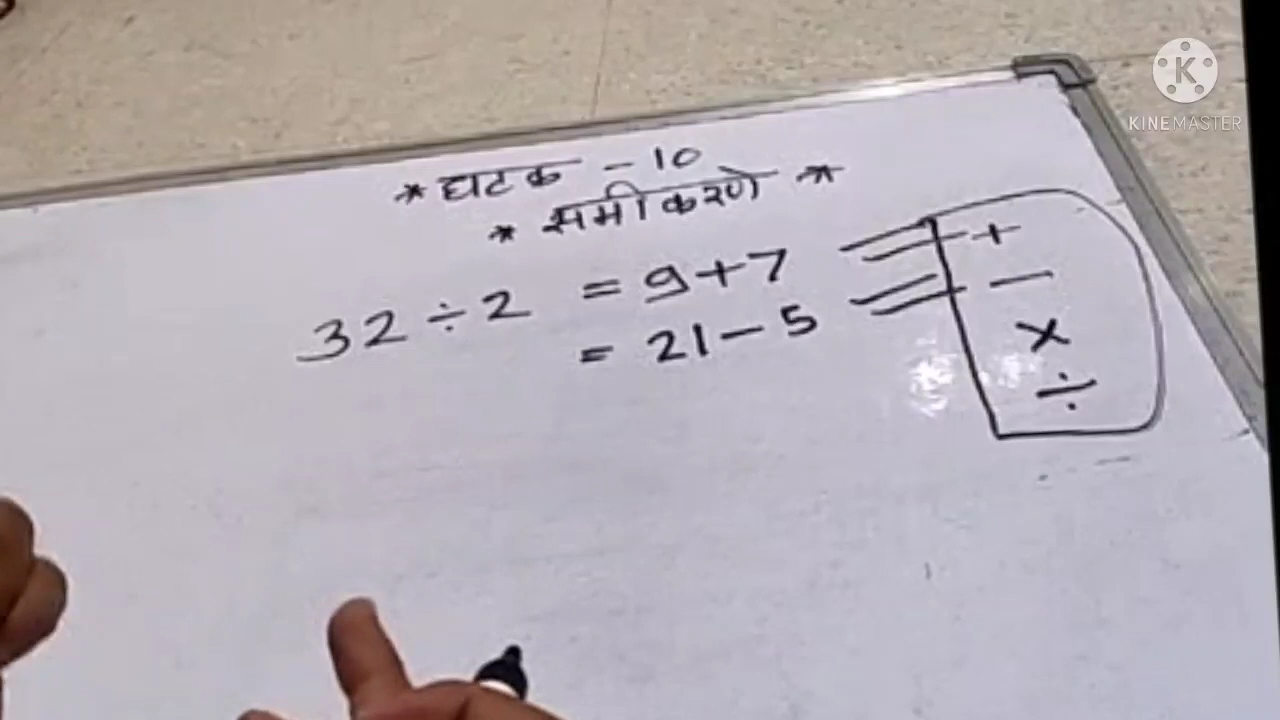 * घटक - 10
* समीकरणे *
32 ÷ 2 = 9 + 7
= 21 - 5
+
-
×
÷
KINEMASTER